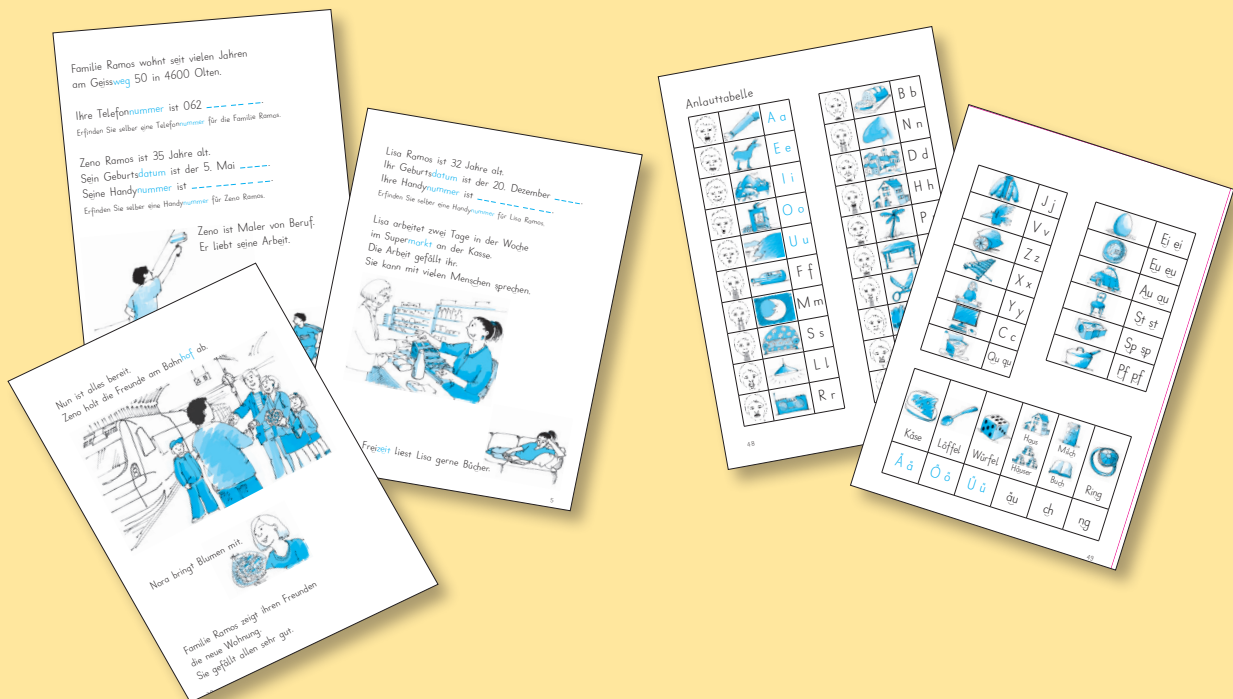 Familie Ramos wohnt seit vielen Jahren
am Geissweg 50 in 4600 Olten.
Ihre Telefonnummer ist 062 __ __ __ __.
Erfinden Sie selber eine Telefonnummer für die Familie Ramos.
Zeno Ramos ist 35 Jahre alt.
Sein Geburtsdatum ist der 5. Mai ____.
Seine Handynummer ist __________.
Erfinden Sie selber eine Handynummer für Zeno Ramos.
Zeno ist Maler von Beruf.
Er liebt seine Arbeit.
Lisa Ramos ist 32 Jahre alt.
Ihr Geburtsdatum ist der 20. Dezember ____.
Ihre Handynummer ist __________.
Erfinden Sie selber eine Handynummer für Lisa Ramos.
Lisa arbeitet zwei Tage in der Woche
im Supermarkt an der Kasse.
Die Arbeit gefällt ihr.
Sie kann mit vielen Menschen sprechen.
Freizeit liest Lisa gerne Bücher.
5
Nun ist alles bereit.
Zeno holt die Freunde am Bahnhof ab.
Nora bringt Blumen mit.
Familie Ramos zeigt ihren Freunden
die neue Wohnung.
Sie gefällt allen sehr gut.
Anlauttabelle
A a
E e
I i
O o
U u
F f
M m
S s
L l
R r
B b
N n
D d
H h
P
48
J j
V v
Z z
X x
Y y
C c
Qu qu
Ei ei
Eu eu
Au au
St st
Sp sp
Pf pf
Käse Löffel Würfel Haus Häuser Milch Buch Ring
Ä ä Ö ö Ü ü äu ch ng
49